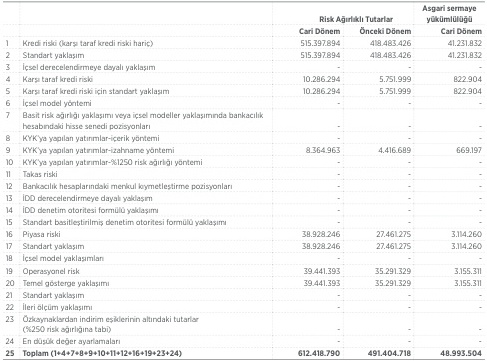 Asgari sermaye
Risk Ağırlıklı Tutarlar yükümlülüğü
Cari Dönem Önceki Dönem Cari Dönem
1 Kredi riski (karşı taraf kredi riski hariç) 515.397.894 418.483.426 41.231.832
2 Standart yaklaşım 515.397.894 418.483.426 41.231.832
3 İçsel derecelendirmeye dayalı yaklaşım - - -
4 Karşı taraf kredi riski 10.286.294 5.751.999 822.904
5 Karşı taraf kredi riski için standart yaklaşım 10.286.294 5.751.999 822.904
6 İçsel model yöntemi - - -
7 Basit risk ağırlığı yaklaşımı veya içsel modeller yaklaşımında bankacılık
hesabındaki hisse senedi pozisyonları - - -
8 KYK'ya yapılan yatırımlar-içerik yöntemi - - -
9 KYK'ya yapılan yatırımlar-izahname yöntemi 8.364.963 4.416.689 669.197
10 KYK'ya yapılan yatırımlar-%1250 risk ağırlığı yöntemi - - -
11 Takas riski - - -
12 Bankacılık hesaplarındaki menkul kıymetleştirme pozisyonları - - -
13 İDD derecelendirmeye dayalı yaklaşım - - -
14 İDD denetim otoritesi formülü yaklaşımı - - -
15 Standart basitleştirilmiş denetim otoritesi formülü yaklaşımı - - -
16 Piyasa riski 38.928.246 27.461.275 3.114.260
17 Standart yaklaşım 38.928.246 27.461.275 3.114.260
18 İçsel model yaklaşımları - - -
19 Operasyonel risk 39.441.393 35.291.329 3.155.311
20 Temel gösterge yaklaşımı 39.441.393 35.291.329 3.155.311
21 Standart yaklaşım - - -
22 İleri ölçüm yaklaşımı - - -
23 Özkaynaklardan indirim eşiklerinin altındaki tutarlar
(%250 risk ağırlığına tabi) - - -
24 En düşük değer ayarlamaları - - -
25 Toplam (1+4+7+8+9+10+11+12+16+19+23+24) 612.418.790 491.404.718 48.993.504